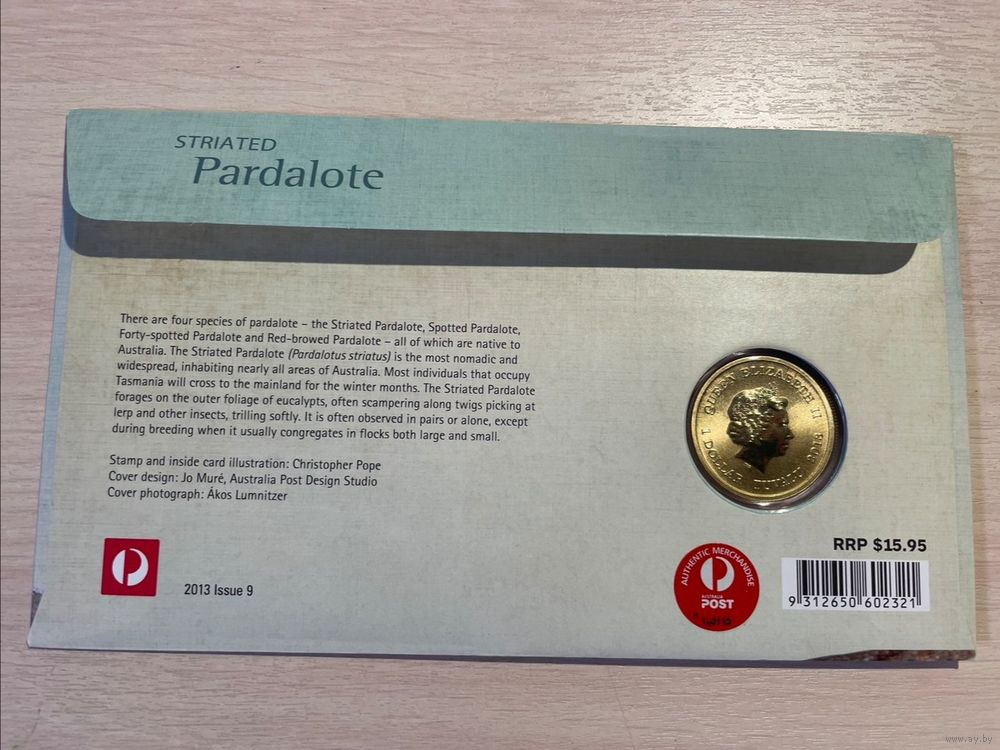 STRIATED
Pardalote
There are four species of pardalote – the Striated Pardalote, Spotted Pardalote,
Forty-spotted Pardalote and Red-browed Pardalote – all of which are native to
Australia. The Striated Pardalote (Pardalotus striatus) is the most nomadic and
widespread, inhabiting nearly all areas of Australia. Most individuals that occupy
Tasmania will cross to the mainland for the winter months. The Striated Pardalote
forages on the outer foliage of eucalypts, often scampering along twigs picking at
lerp and other insects, trilling softly. It is often observed in pairs or alone, except
during breeding when it usually congregates in flocks both large and small.
Stamp and inside card illustration: Christopher Pope
Cover design: Jo Muré, Australia Post Design Studio
Cover photograph: Ákos Lumnitzer
2013 Issue 9
QUEEN ELIZABETH II
1 DOLLAR TUVALU 2013
AUTHENTIC MERCHANDISE
AUSTRALIA
POST
RRP $15.95
9 312650 602321
www.ay.by